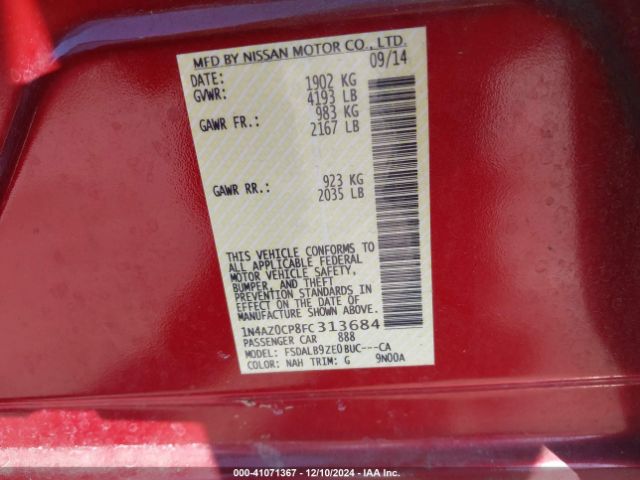 MFD BY NISSAN MOTOR CO., LTD.
DATE: 09/14
GVWR: 1902 KG
4193 LB
GAWR FR.: 983 KG
2167 LB
GAWR RR.: 923 KG
2035 LB
THIS VEHICLE CONFORMS TO
ALL APPLICABLE FEDERAL
MOTOR VEHICLE SAFETY,
BUMPER, AND THEFT
PREVENTION STANDARDS IN
EFFECT ON THE DATE OF
MANUFACTURE SHOWN ABOVE.
1N4AZ0CP8FC313684
PASSENGER CAR 888
MODEL: FSDALB9ZE0BUC---CA
COLOR: NAH TRIM: G 9N00A
000-41071367 - 12/10/2024 - IAA Inc.